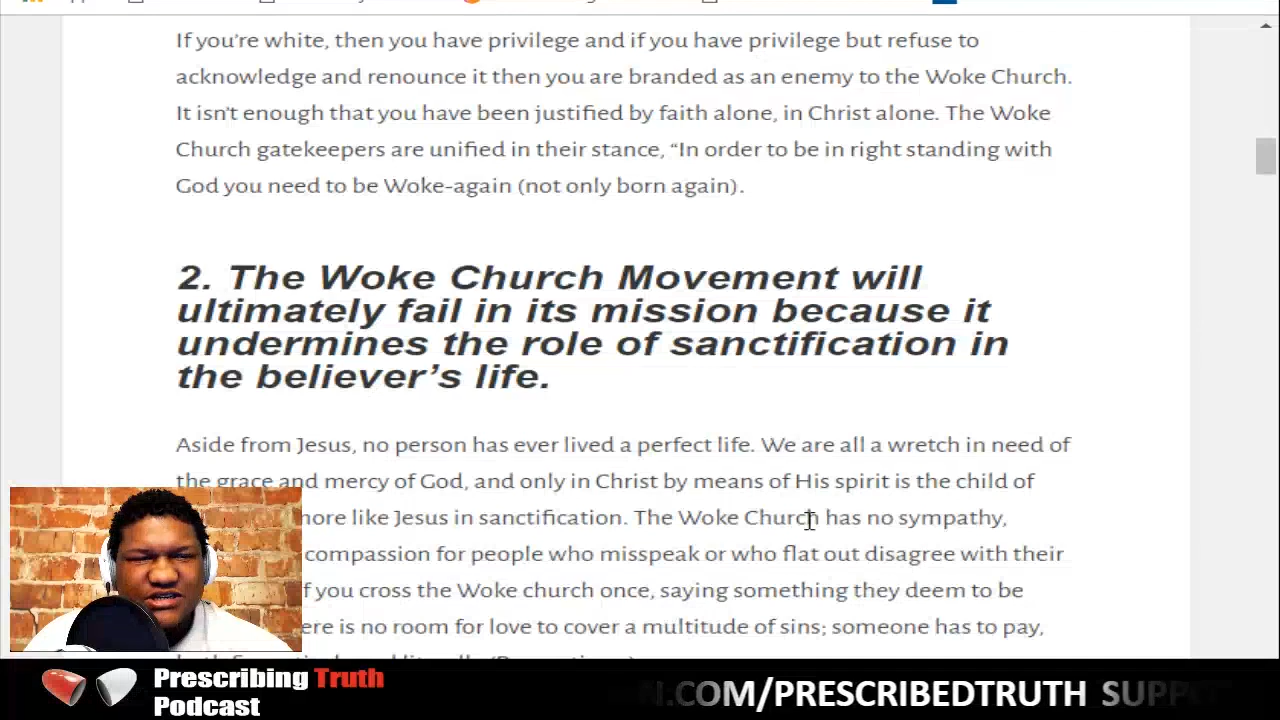 If you're white, then you have privilege and if you have privilege but refuse to
acknowledge and renounce it then you are branded as an enemy to the Woke Church.
It isn't enough that you have been justified by faith alone, in Christ alone. The Woke
Church gatekeepers are unified in their stance, “In order to be in right standing with
God you need to be Woke-again (not only born again).
2. The Woke Church Movement will
ultimately fail in its mission because it
undermines the role of sanctification in
the believer's life.
Aside from Jesus, no person has ever lived a perfect life. We are all a wretch in need of
the grace and mercy of God, and only in Christ by means of His spirit is the child of
more like Jesus in sanctification. The Woke Church has no sympathy,
compassion for people who misspeak or who flat out disagree with their
f you cross the Woke church once, saying something they deem to be
ere is no room for love to cover a multitude of sins; someone has to pay,
Prescribing Truth
Podcast
.COM/PRESCRIBEDTRUTH SUPP